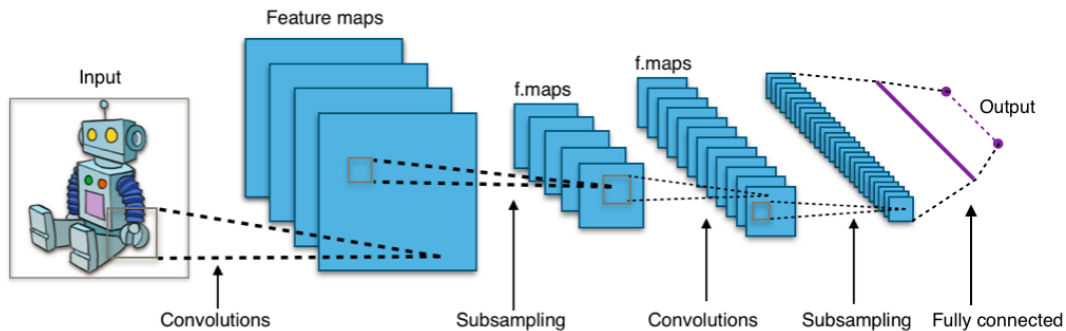 Feature maps
Input
f.maps
f.maps
Output
Convolutions
Subsampling
Convolutions
Subsampling
Fully connected